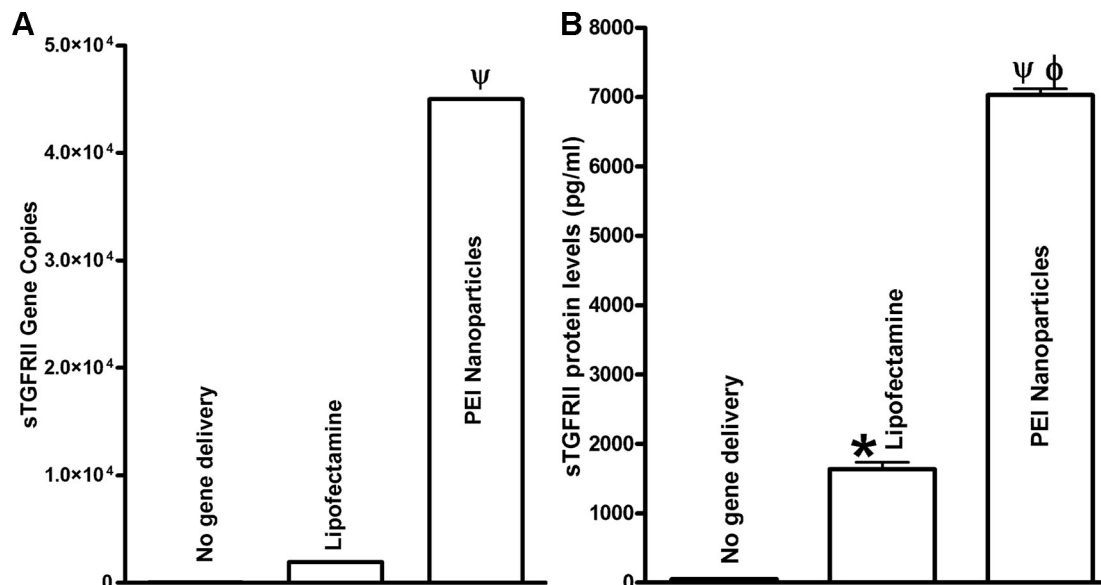 A
sTGFRII Gene Copies
5.0×10⁴
4.0×10⁴
3.0×10⁴
2.0×10⁴
1.0×10⁴
0
No gene delivery
Lipofectamine
PEI Nanoparticles
ψ
B
sTGFRII protein levels (pg/ml)
8000
7000
6000
5000
4000
3000
2000
1000
0
No gene delivery
*
Lipofectamine
PEI Nanoparticles
ψ ϕ